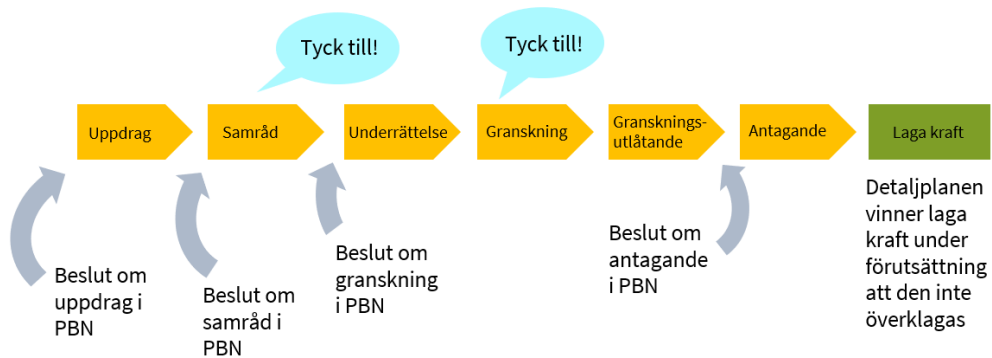 Tyck till!
Tyck till!
Uppdrag
Samråd
Underrättelse
Granskning
Gransknings-
utlåtande
Antagande
Laga kraft
Beslut om
uppdrag i
PBN
Beslut om
samråd i
PBN
Beslut om
granskning
i PBN
Beslut om
antagande
i PBN
Detaljplanen
vinner laga
kraft under
förutsättning
att den inte
överklagas